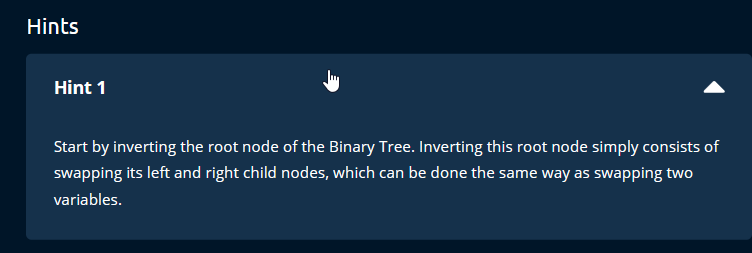 Hints
Hint 1
Start by inverting the root node of the Binary Tree. Inverting this root node simply consists of
swapping its left and right child nodes, which can be done the same way as swapping two
variables.